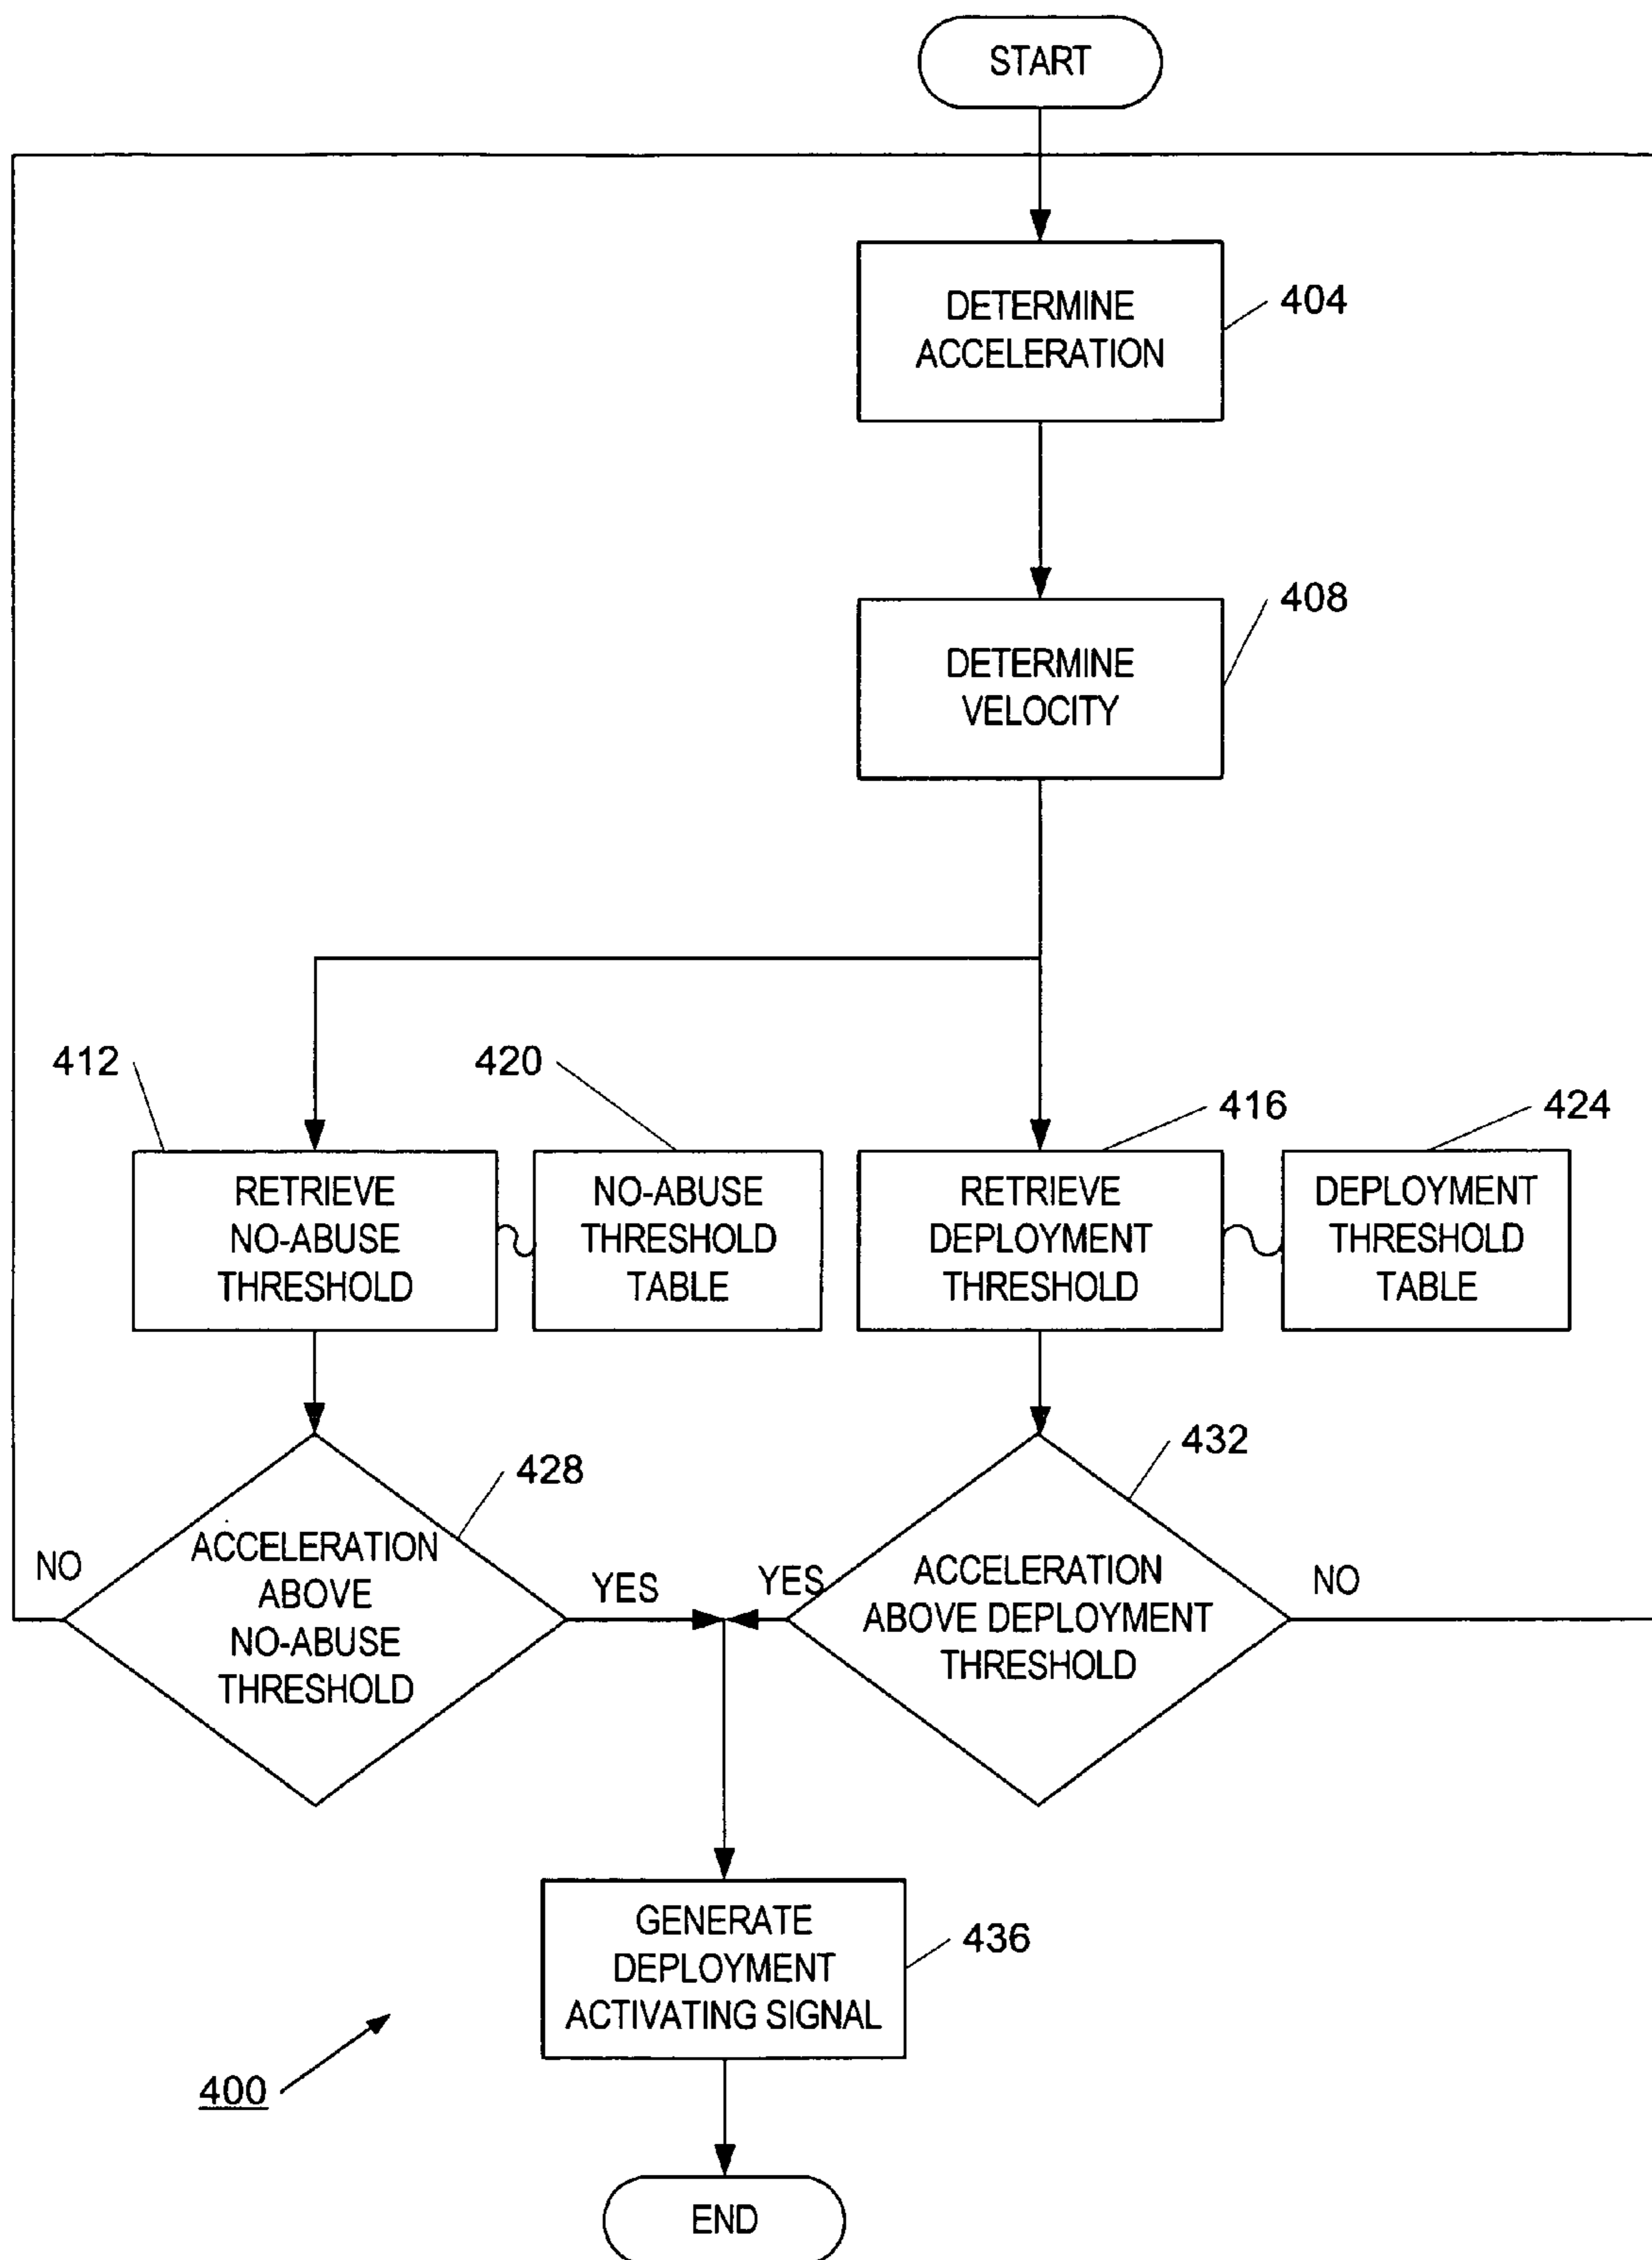 START
DETERMINE
ACCELERATION
404
DETERMINE
VELOCITY
408
412
420
416
424
RETRIEVE
NO-ABUSE
THRESHOLD
NO-ABUSE
THRESHOLD
TABLE
RETRIEVE
DEPLOYMENT
THRESHOLD
DEPLOYMENT
THRESHOLD
TABLE
428
432
NO
ACCELERATION
ABOVE
NO-ABUSE
THRESHOLD
YES
YES
ACCELERATION
ABOVE DEPLOYMENT
THRESHOLD
NO
GENERATE
DEPLOYMENT
ACTIVATING SIGNAL
436
400
END